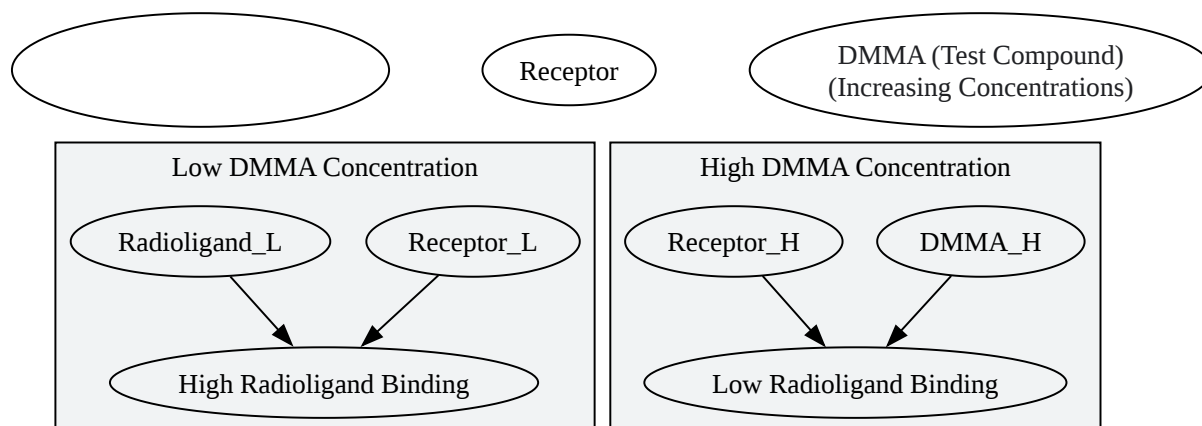 Receptor
DMMA (Test Compound)
(Increasing Concentrations)
Low DMMA Concentration
Radioligand_L
Receptor_L
High Radioligand Binding
High DMMA Concentration
Receptor_H
DMMA_H
Low Radioligand Binding